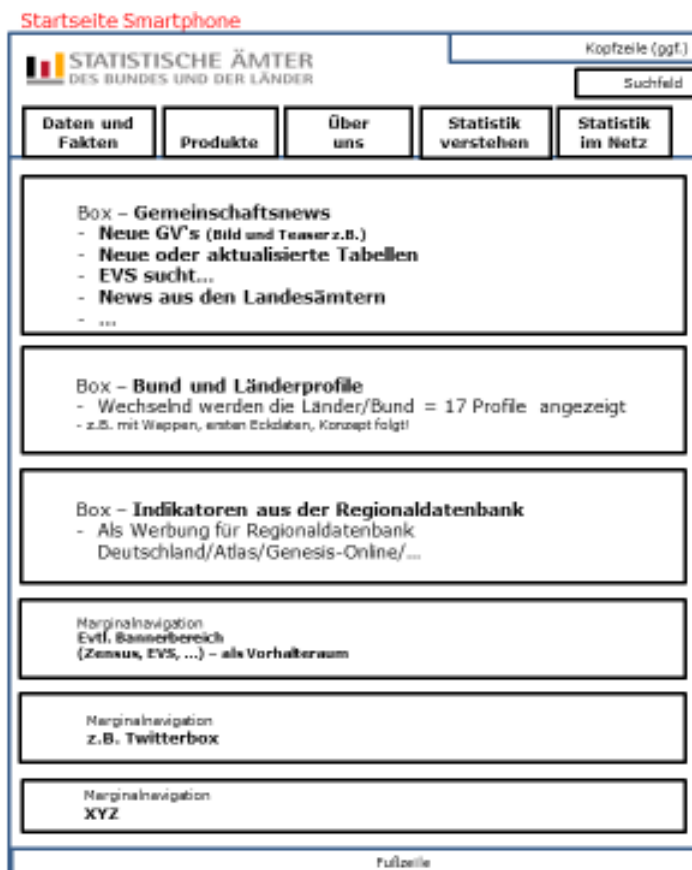 Startseite Smartphone
STATISTISCHE ÄMTER
DES BUNDES UND DER LÄNDER
Kopfzeile (ggf.)
Suchfeld
Daten und
Fakten
Produkte
Über
uns
Statistik
verstehen
Statistik
im Netz
Box – Gemeinschaftsnews
- Neue GV's (Bild und Teaser z.B.)
- Neue oder aktualisierte Tabellen
- EVS sucht...
- News aus den Landesämtern
- ...
Box – Bund und Länderprofile
- Wechselnd werden die Länder/Bund = 17 Profile angezeigt
- z.B. mit Wappen, ersten Eckdaten, Konzept folgt!
Box – Indikatoren aus der Regionaldatenbank
- Als Werbung für Regionaldatenbank
Deutschland/Atlas/Genesis-Online/...
Marginalnavigation
Evtl. Bannerbereich
(Zensus, EVS, ...) – als Vorhalteraum
Marginalnavigation
z.B. Twitterbox
Marginalnavigation
XYZ
Fußzeile